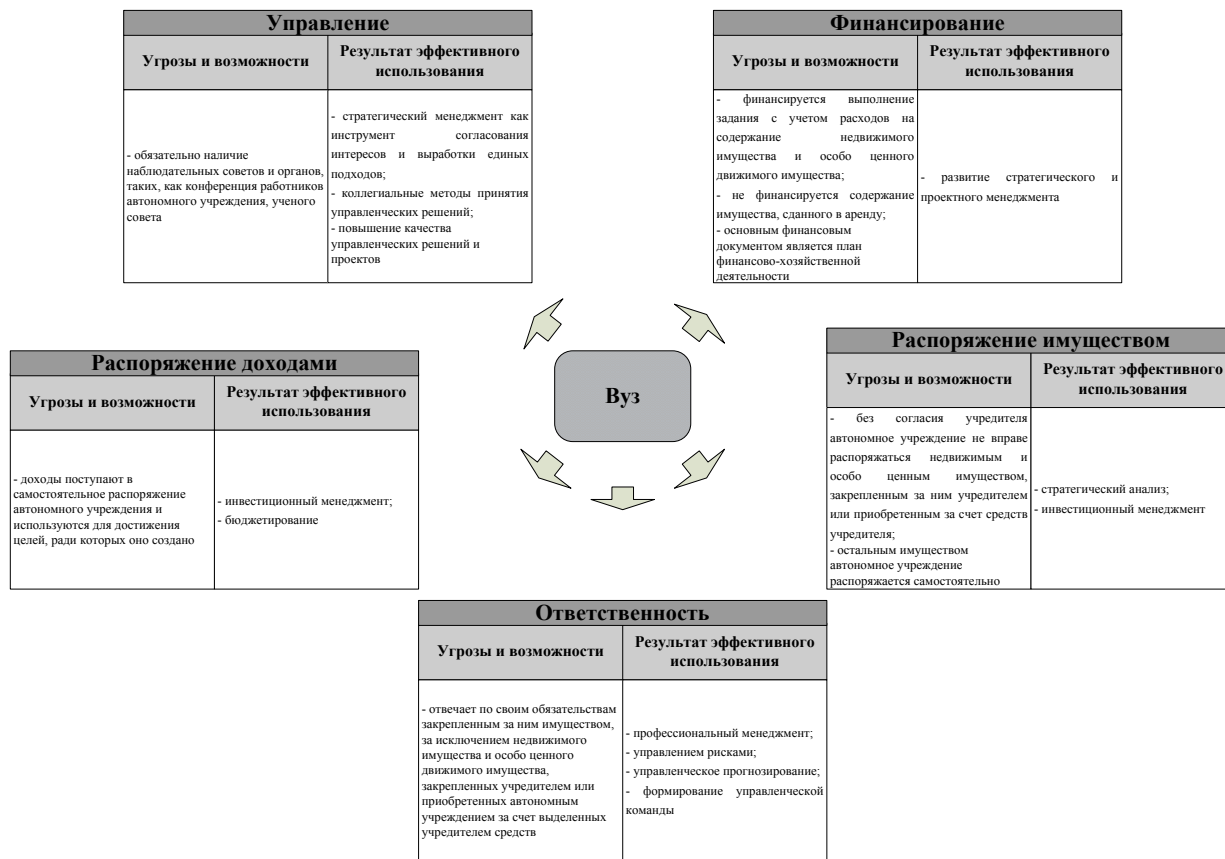 Управление
Угрозы и возможности
Результат эффективного
использования
- обязательно наличие
наблюдательных советов и органов,
таких, как конференция работников
автономного учреждения, ученого
совета
- стратегический менеджмент как
инструмент согласования
интересов и выработки единых
подходов;
- коллегиальные методы принятия
управленческих решений;
- повышение качества
управленческих решений и
проектов
Финансирование
Угрозы и возможности
Результат эффективного
использования
- финансируется выполнение
задания с учетом расходов на
содержание недвижимого
имущества и особо ценного
движимого имущества;
- не финансируется содержание
имущества, сданного в аренду;
- основным финансовым
документом является план
финансово-хозяйственной
деятельности
- развитие стратегического и
проектного менеджмента
Распоряжение доходами
Угрозы и возможности
Результат эффективного
использования
- доходы поступают в
самостоятельное распоряжение
автономного учреждения и
используются для достижения
целей, ради которых оно создано
- инвестиционный менеджмент;
- бюджетирование
Вуз
Распоряжение имуществом
Угрозы и возможности
Результат эффективного
использования
- без согласия учредителя
автономное учреждение не вправе
распоряжаться недвижимым и
особо ценным имуществом,
закрепленным за ним учредителем
или приобретенным за счет средств
учредителя;
- остальным имуществом
автономное учреждение
распоряжается самостоятельно
- стратегический анализ;
- инвестиционный менеджмент
Ответственность
Угрозы и возможности
Результат эффективного
использования
- отвечает по своим обязательствам
закрепленным за ним имуществом,
за исключением недвижимого
имущества и особо ценного
движимого имущества,
закрепленных учредителем или
приобретенных автономным
учреждением за счет выделенных
учредителем средств
- профессиональный менеджмент;
- управлением рисками;
- управленческое прогнозирование;
- формирование управленческой
команды